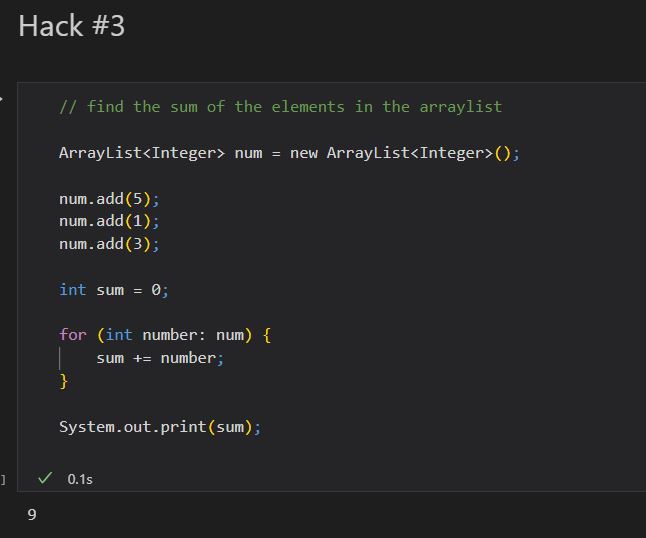 Hack #3
// find the sum of the elements in the arraylist
ArrayList<Integer> num = new ArrayList<Integer>();
num.add(5);
num.add(1);
num.add(3);
int sum = 0;
for (int number: num) {
    sum += number;
}
System.out.print(sum);
]
✓ 0.1s
9